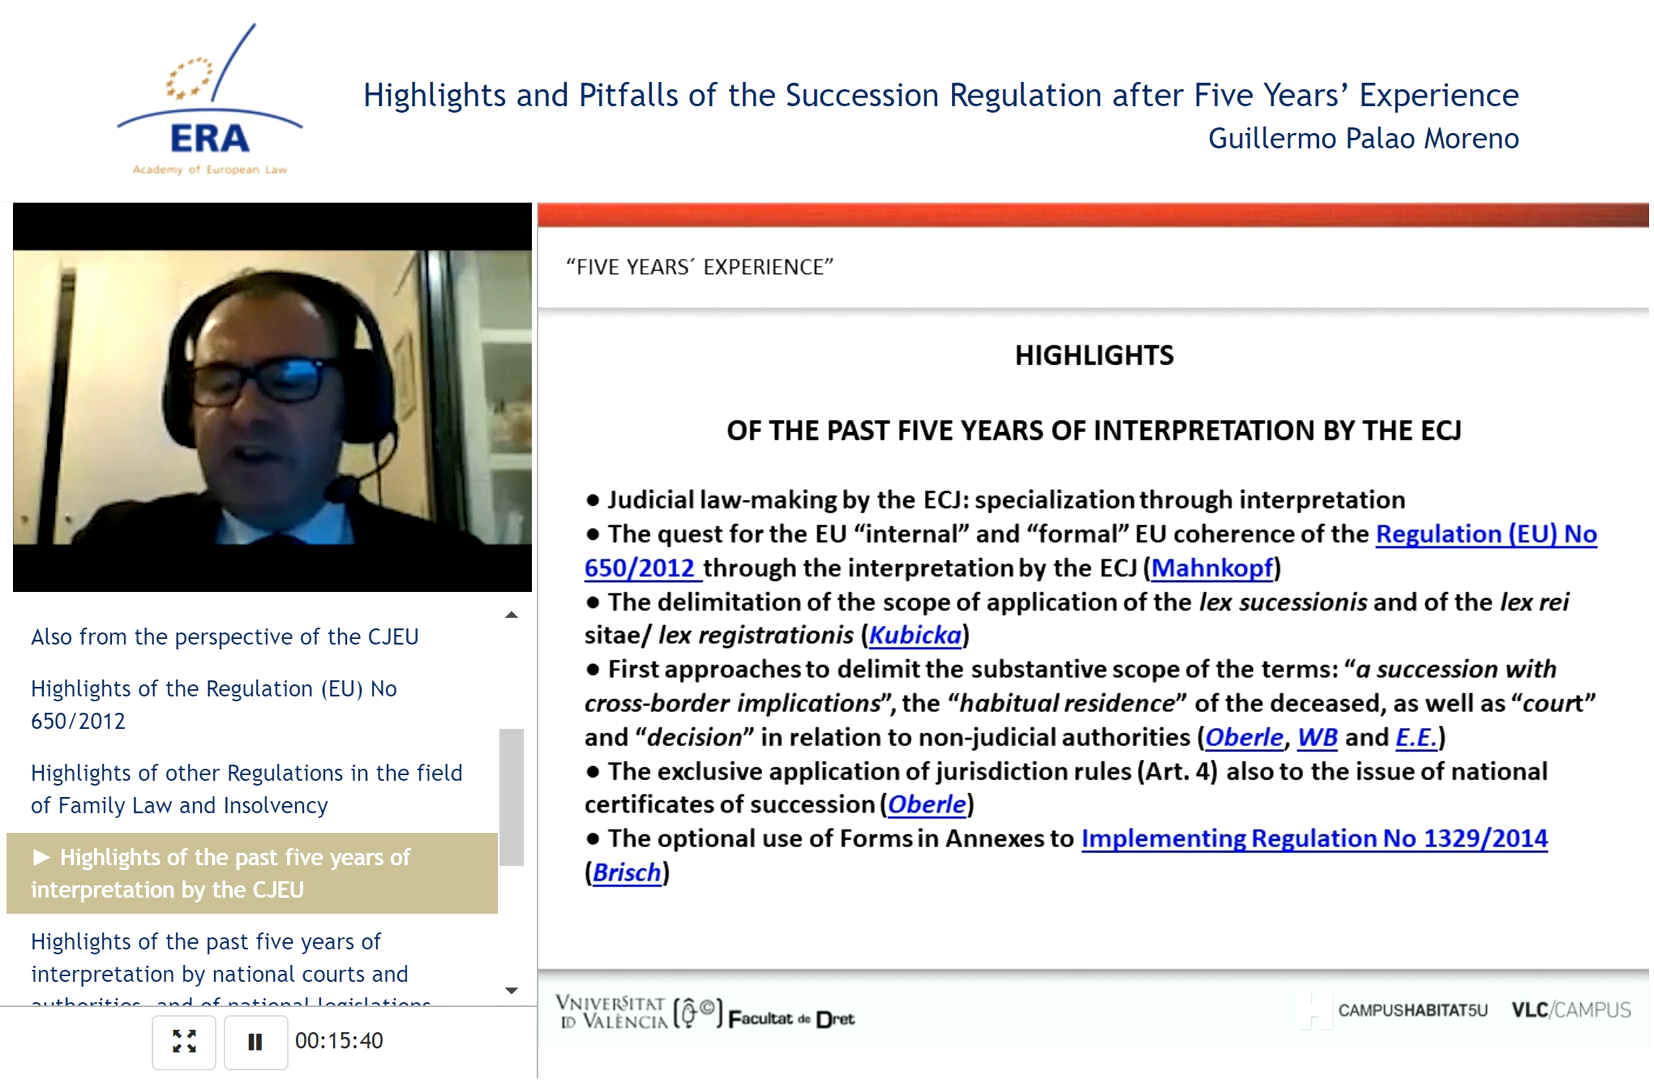 ERA
Academy of European Law
Highlights and Pitfalls of the Succession Regulation after Five Years’ Experience
Guillermo Palao Moreno
Also from the perspective of the CJEU
Highlights of the Regulation (EU) No
650/2012
Highlights of other Regulations in the field
of Family Law and Insolvency
► Highlights of the past five years of
interpretation by the CJEU
Highlights of the past five years of
interpretation by national courts and
authorities, and of national legislations
00:15:40
“FIVE YEARS´ EXPERIENCE”
HIGHLIGHTS
OF THE PAST FIVE YEARS OF INTERPRETATION BY THE ECJ
● Judicial law-making by the ECJ: specialization through interpretation
● The quest for the EU “internal” and “formal” EU coherence of the Regulation (EU) No
650/2012 through the interpretation by the ECJ (Mahnkopf)
● The delimitation of the scope of application of the lex sucessionis and of the lex rei
sitae/ lex registrationis (Kubicka)
● First approaches to delimit the substantive scope of the terms: “a succession with
cross-border implications”, the “habitual residence” of the deceased, as well as “court”
and “decision” in relation to non-judicial authorities (Oberle, WB and E.E.)
● The exclusive application of jurisdiction rules (Art. 4) also to the issue of national
certificates of succession (Oberle)
● The optional use of Forms in Annexes to Implementing Regulation No 1329/2014
(Brisch)
VNIVERSITAT
ID VALÈNCIA
Facultat de Dret
CAMPUSHABITAT5U
VLC/CAMPUS